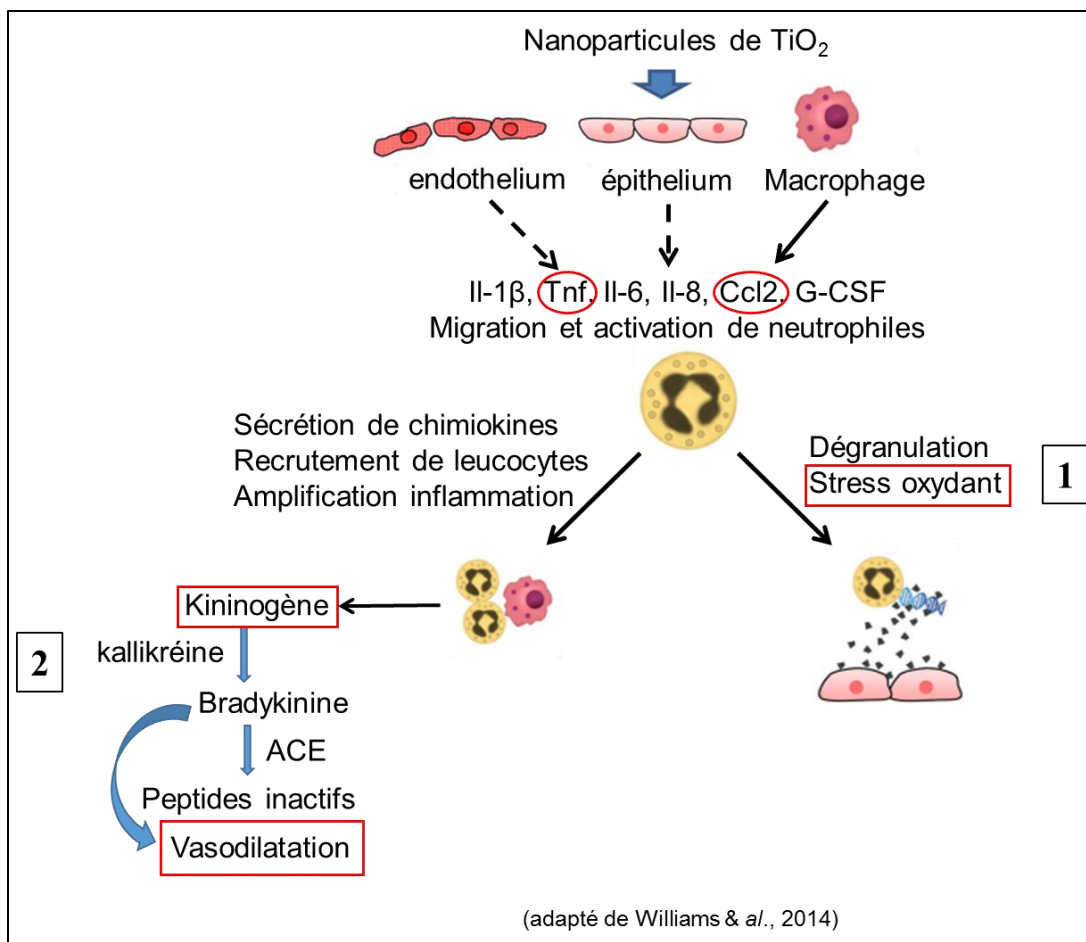 Nanoparticules de TiO₂
endothelium
épithelium
Macrophage
Il-1β, Tnf, Il-6, Il-8, Ccl2, G-CSF
Migration et activation de neutrophiles
Sécrétion de chimiokines
Recrutement de leucocytes
Amplification inflammation
Dégranulation
Stress oxydant
1
Kininogène
2
kallikréine
Bradykinine
ACE
Peptides inactifs
Vasodilatation
(adapté de Williams & al., 2014)